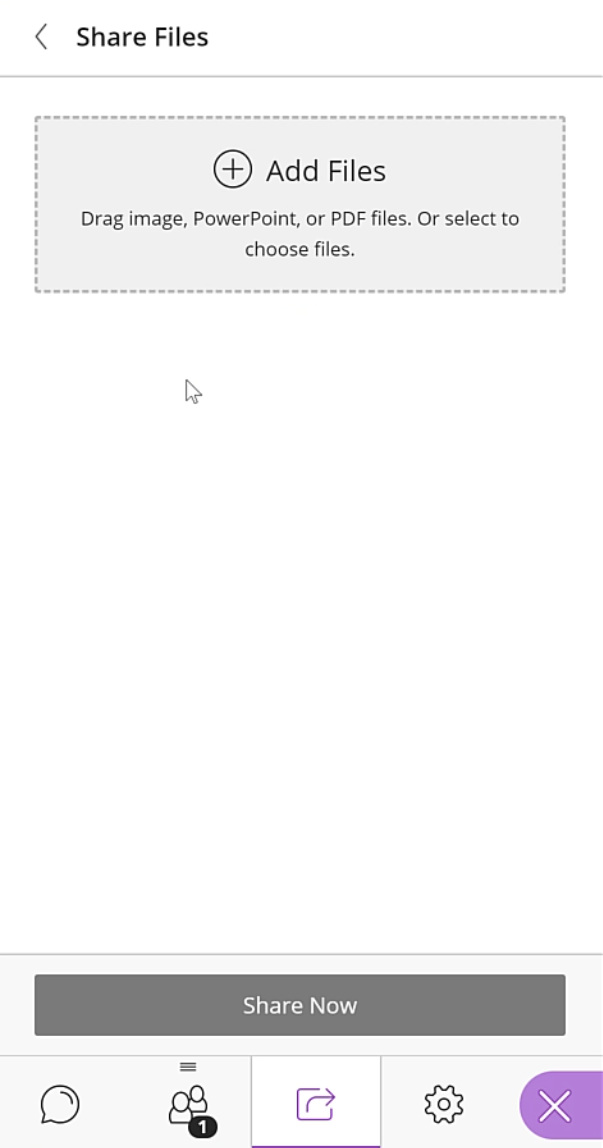 Share Files
Add Files
Drag image, PowerPoint, or PDF files. Or select to
choose files.
Share Now
1